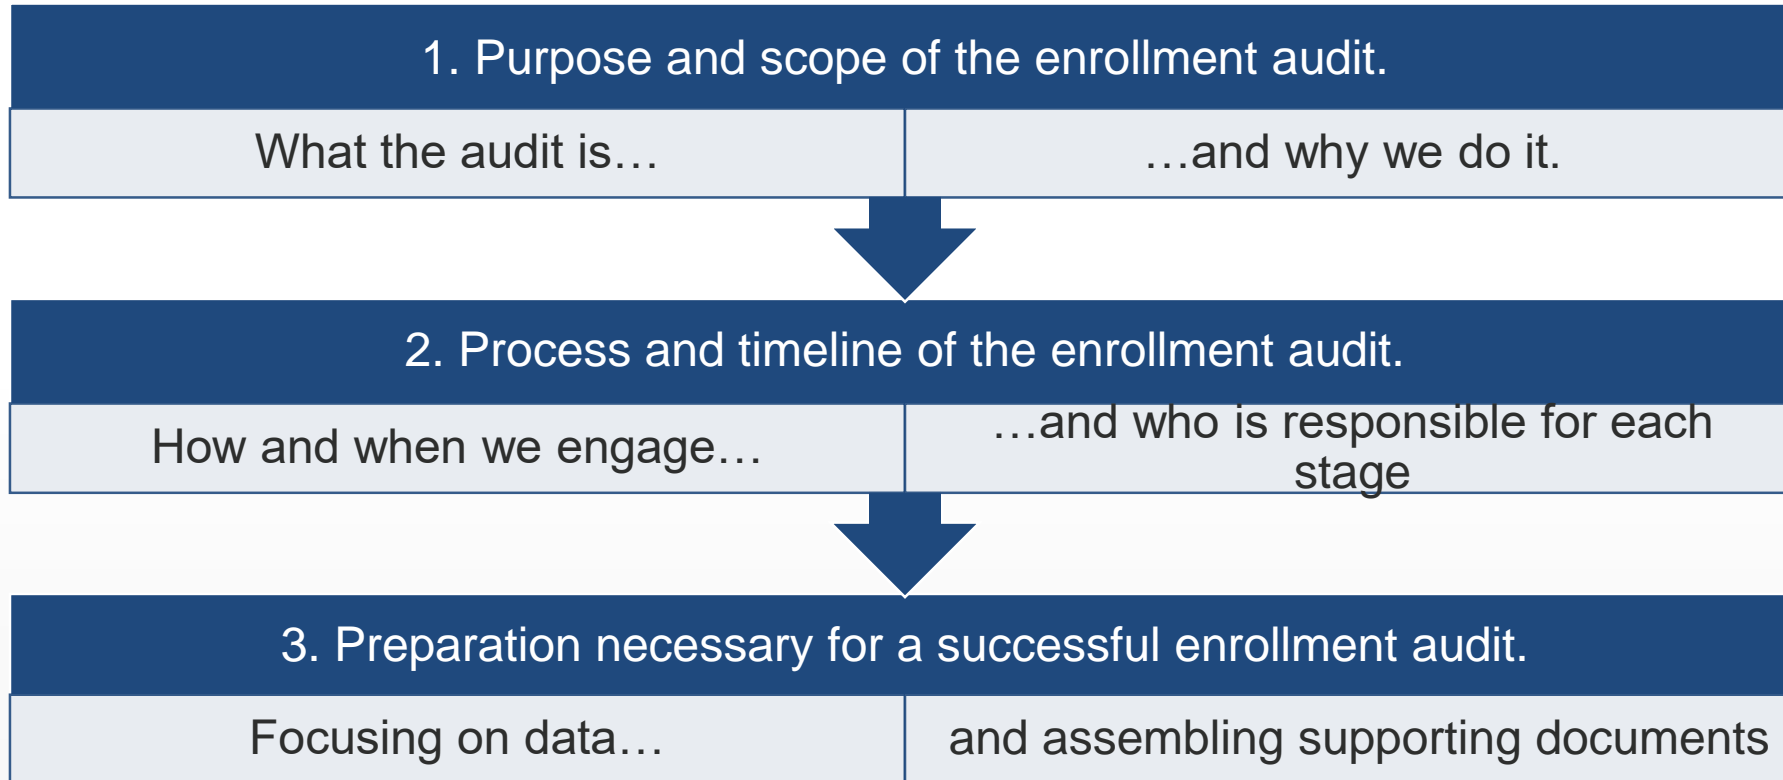 1. Purpose and scope of the enrollment audit.
What the audit is…
…and why we do it.
2. Process and timeline of the enrollment audit.
How and when we engage…
…and who is responsible for each
stage
3. Preparation necessary for a successful enrollment audit.
Focusing on data…
and assembling supporting documents